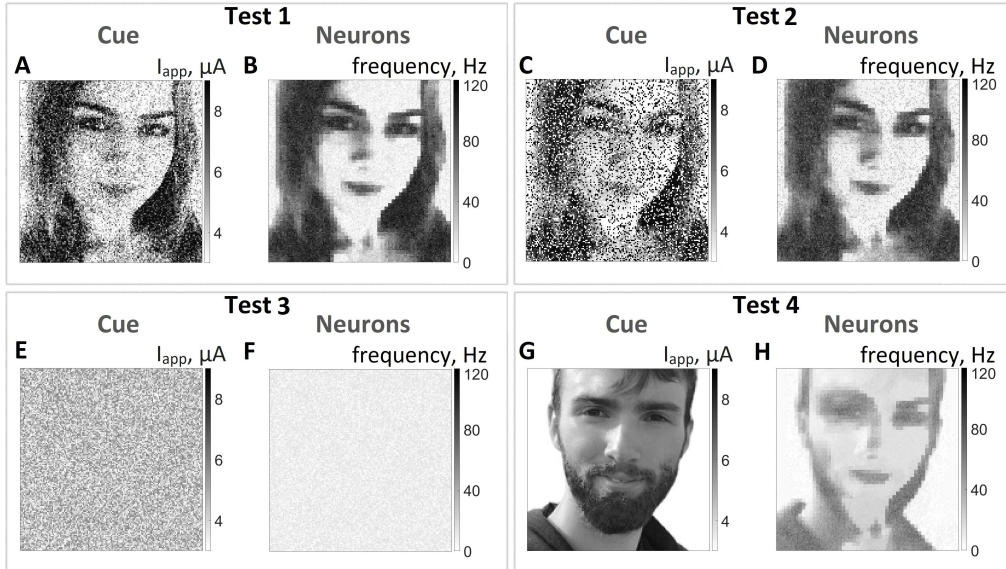 Test 1
Cue
Neurons
A
Iapp, μA
B
frequency, Hz
8
6
4
120
80
40
0
Test 2
Cue
Neurons
C
Iapp, μA
D
frequency, Hz
8
6
4
120
80
40
0
Test 3
Cue
Neurons
E
Iapp, μA
F
frequency, Hz
8
6
4
120
80
40
0
Test 4
Cue
Neurons
G
Iapp, μA
H
frequency, Hz
8
6
4
120
80
40
0